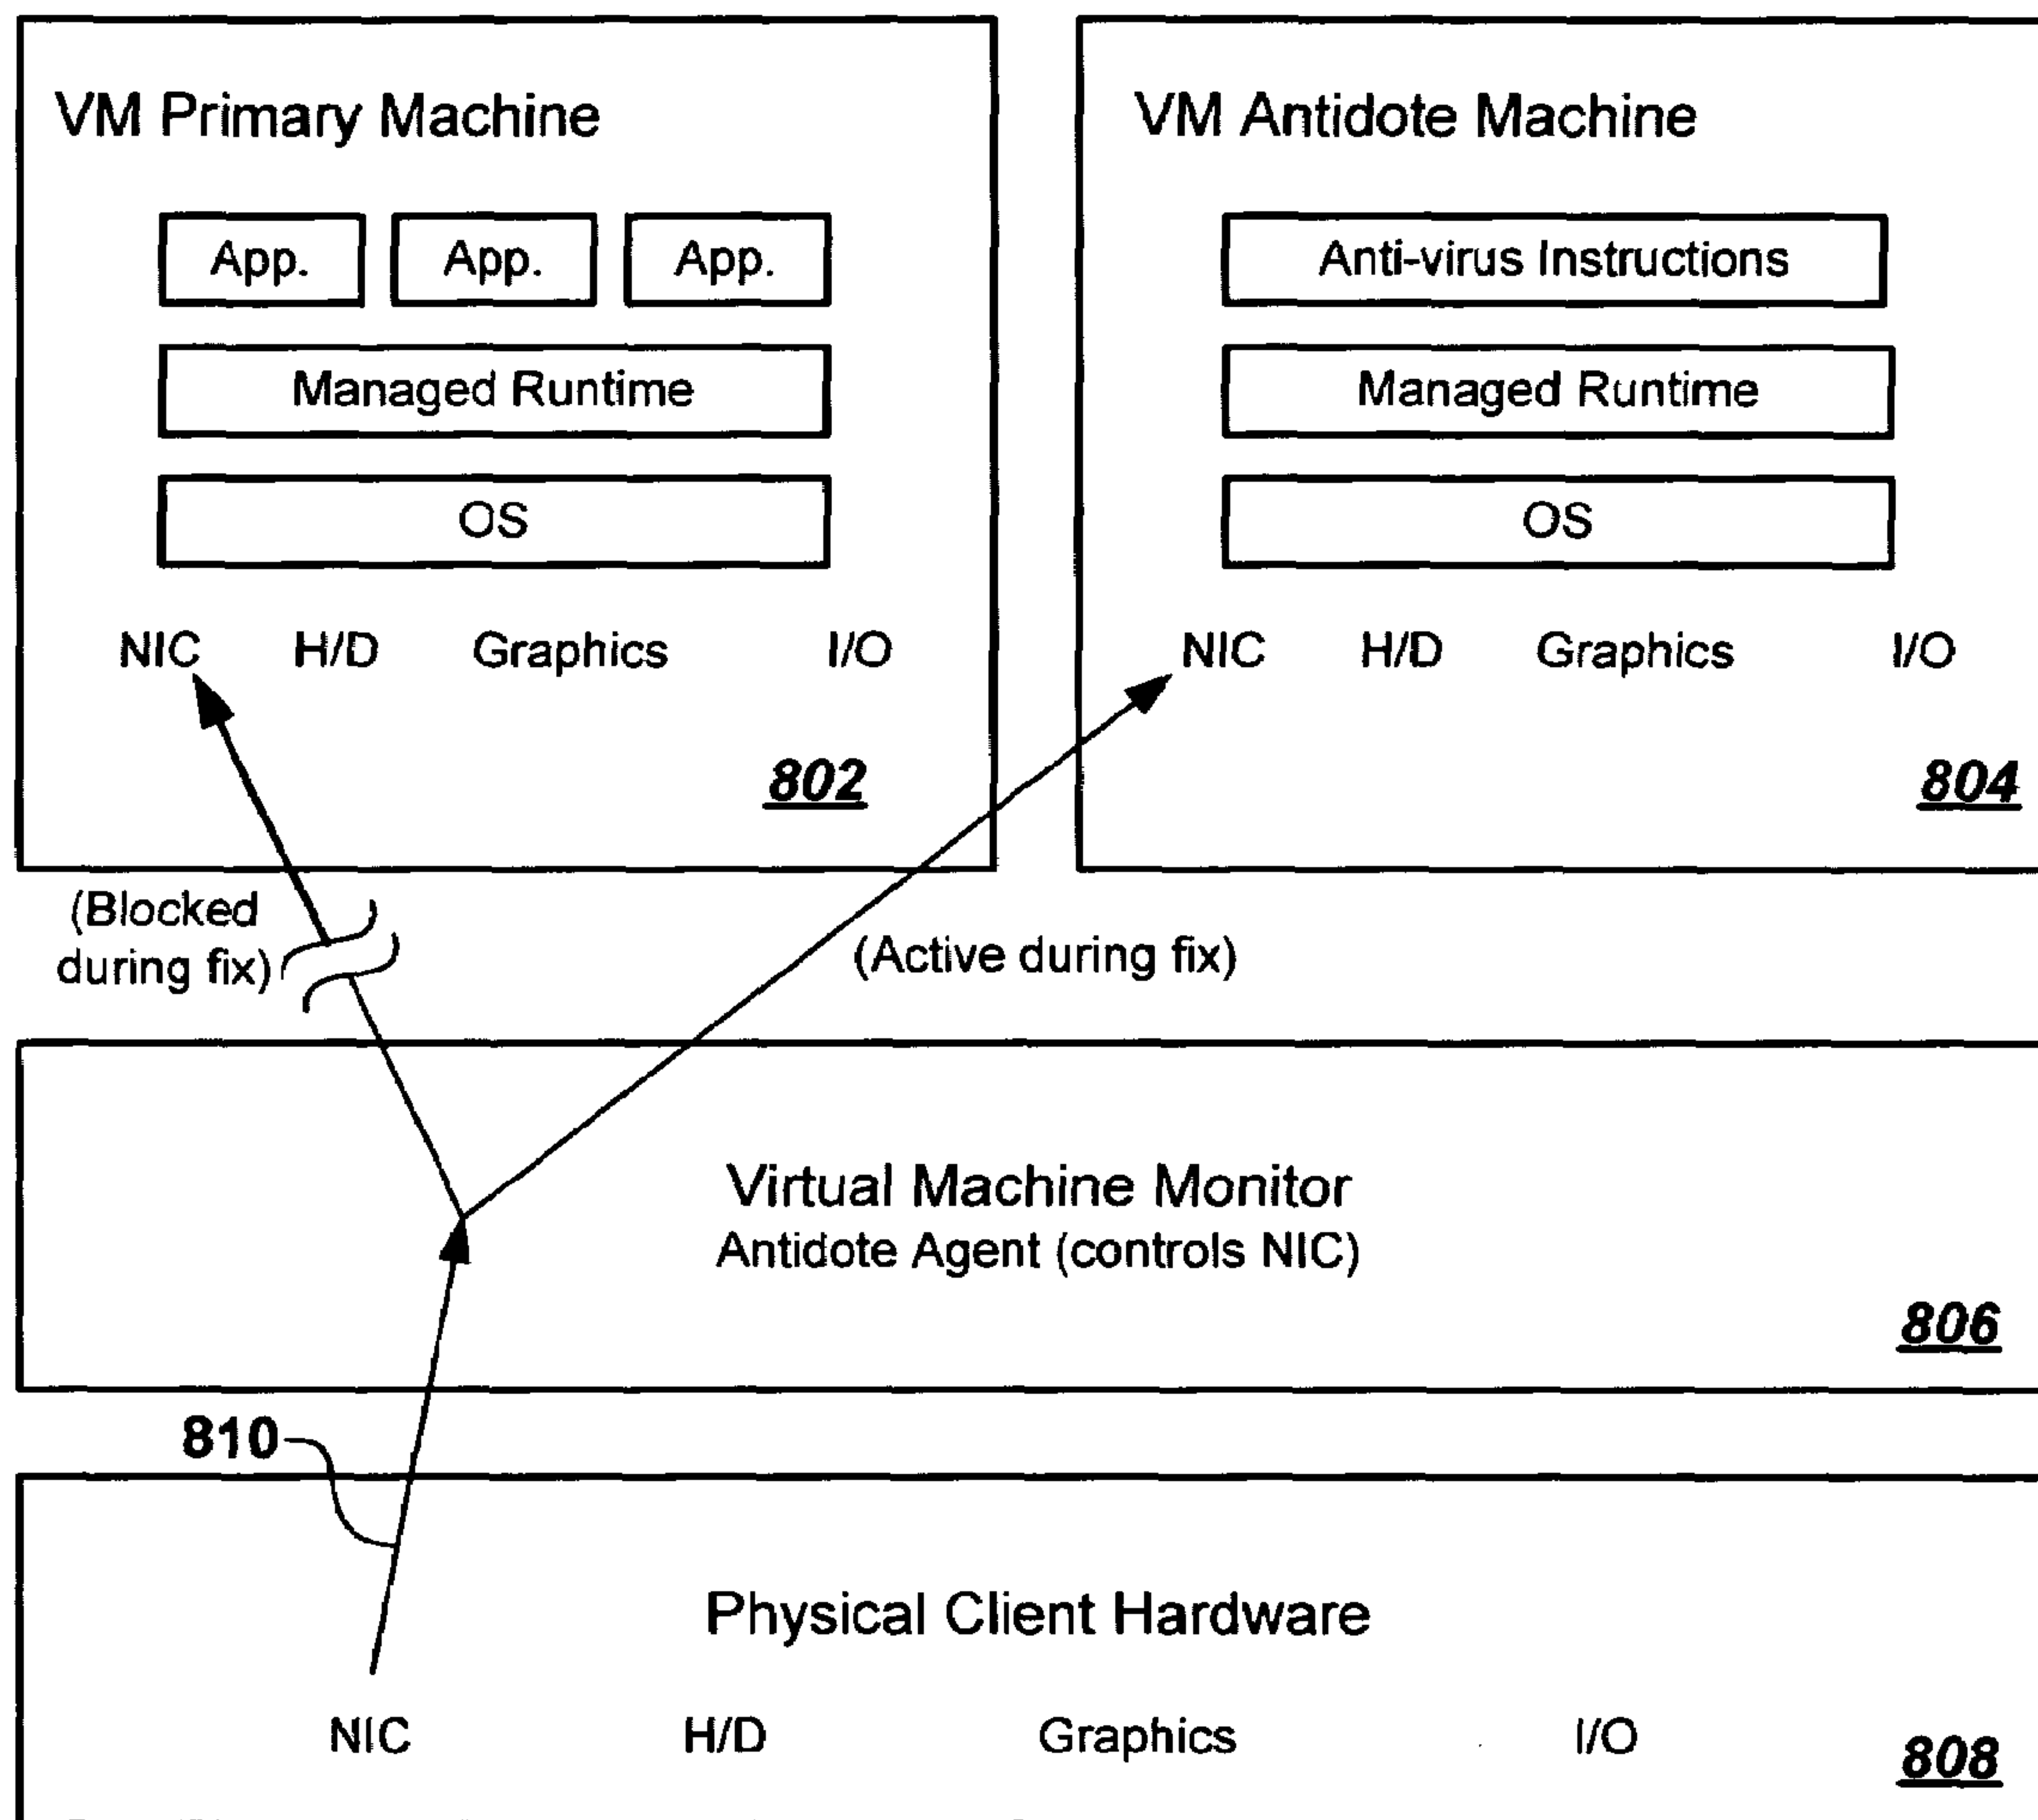 VM Primary Machine
App. App. App.
Managed Runtime
OS
NIC H/D Graphics I/O
802
VM Antidote Machine
Anti-virus Instructions
Managed Runtime
OS
NIC H/D Graphics I/O
804
(Blocked
during fix)
(Active during fix)
Virtual Machine Monitor
Antidote Agent (controls NIC)
806
810
Physical Client Hardware
NIC H/D Graphics I/O
808